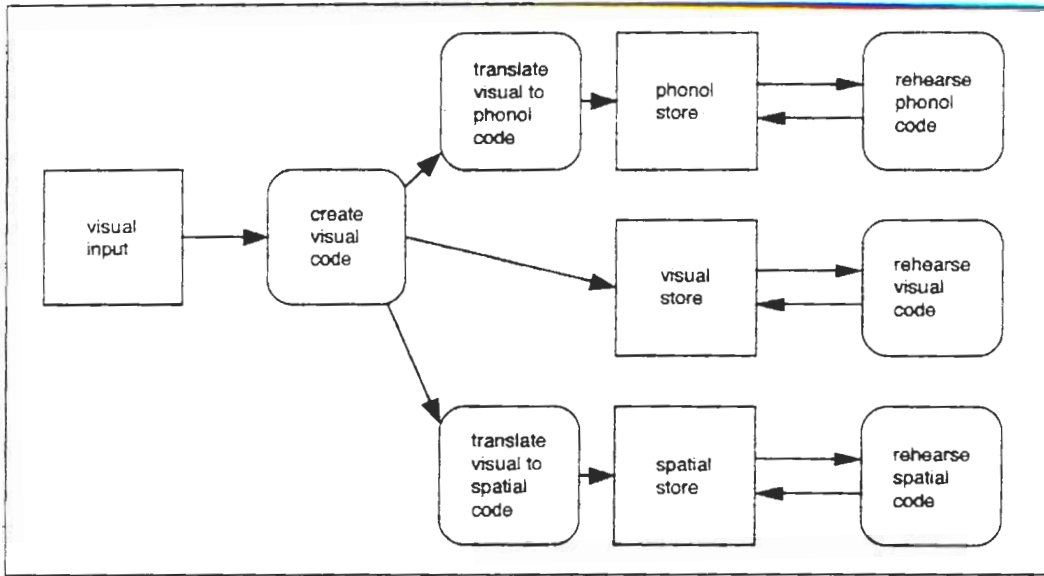 translate
visual to
phonol
code
phonol
store
rehearse
phonol
code
visual
input
create
visual
code
visual
store
rehearse
visual
code
translate
visual to
spatial
code
spatial
store
rehearse
spatial
code